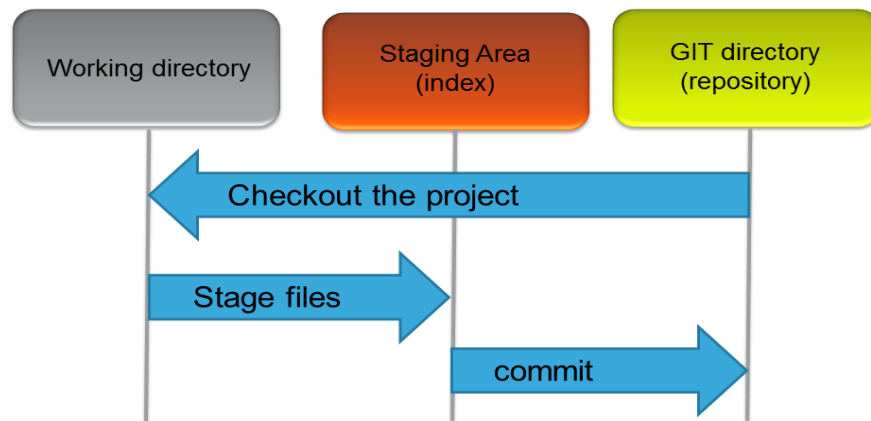 Working directory
Staging Area
(index)
GIT directory
(repository)
Checkout the project
Stage files
commit